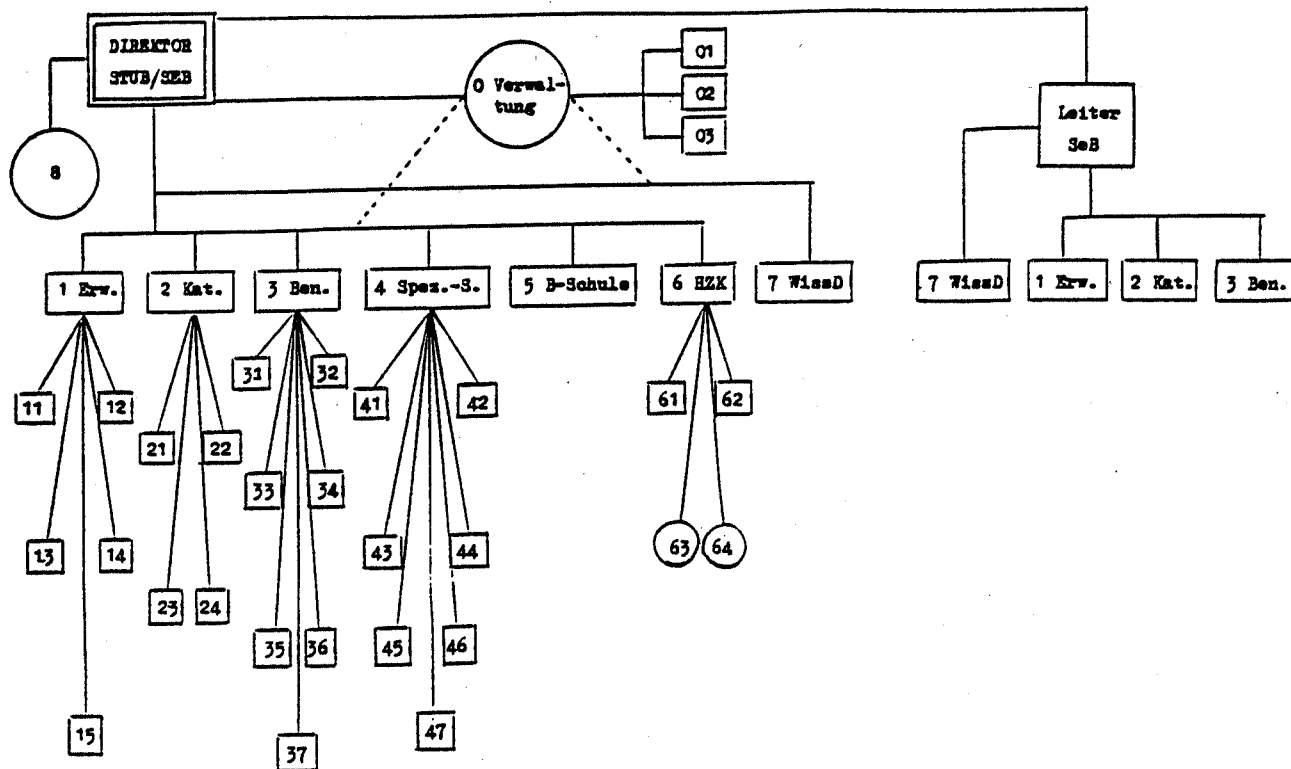 DIREKTOR
STUB/SEB
0 Verwal-
tung
01
02
03
Leiter
SeB
8
1 Erw.
2 Kat.
3 Ben.
4 Spez.-S.
5 B-Schule
6 HZK
7 WissD
7 WissD
1 Erw.
2 Kat.
3 Ben.
11
12
21
22
31
32
41
42
61
62
13
14
23
24
33
34
43
44
63
64
35
36
45
46
15
37
47